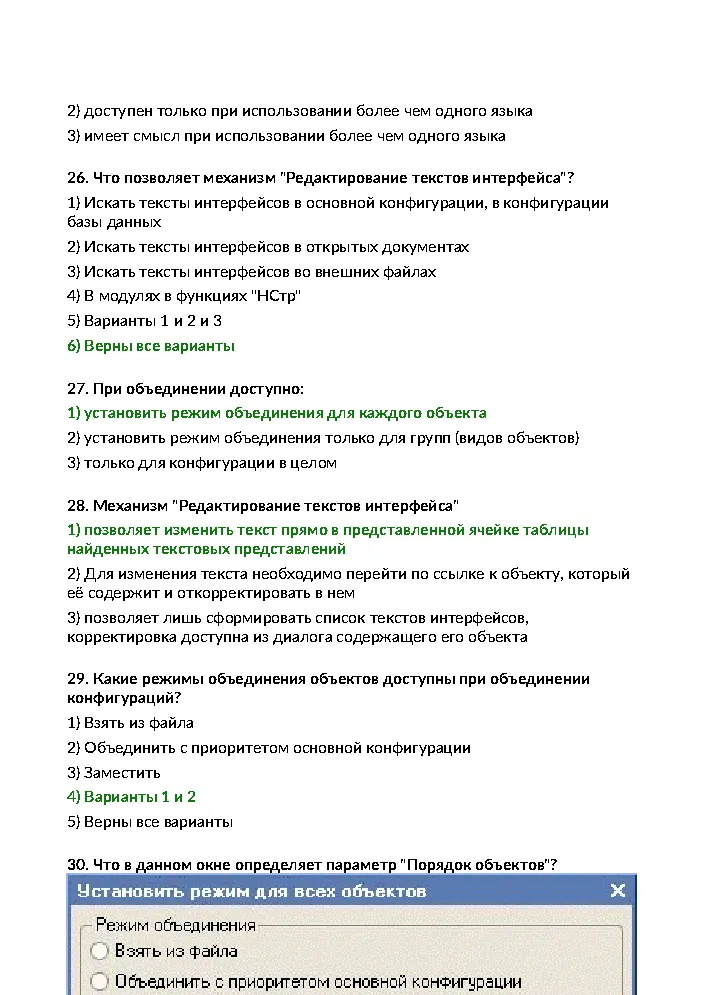 2) доступен только при использовании более чем одного языка
3) имеет смысл при использовании более чем одного языка
26. Что позволяет механизм "Редактирование текстов интерфейса"?
1) Искать тексты интерфейсов в основной конфигурации, в конфигурации
базы данных
2) Искать тексты интерфейсов в открытых документах
3) Искать тексты интерфейсов во внешних файлах
4) В модулях в функциях "НСтр"
5) Варианты 1 и 2 и 3
6) Верны все варианты
27. При объединении доступно:
1) установить режим объединения для каждого объекта
2) установить режим объединения только для групп (видов объектов)
3) только для конфигурации в целом
28. Механизм "Редактирование текстов интерфейса"
1) позволяет изменить текст прямо в представленной ячейке таблицы
найденных текстовых представлений
2) Для изменения текста необходимо перейти по ссылке к объекту, который
её содержит и откорректировать в нем
3) позволяет лишь сформировать список текстов интерфейсов,
корректировка доступна из диалога содержащего его объекта
29. Какие режимы объединения объектов доступны при объединении
конфигураций?
1) Взять из файла
2) Объединить с приоритетом основной конфигурации
3) Заместить
4) Варианты 1 и 2
5) Верны все варианты
30. Что в данном окне определяет параметр "Порядок объектов"?
Установить режим для всех объектов
Режим объединения
Взять из файла
Объединить с приоритетом основной конфигурации